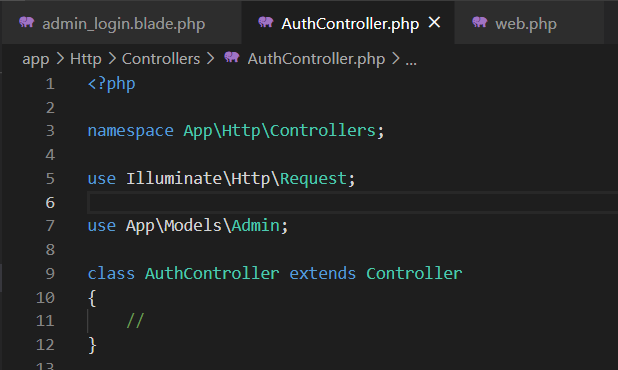 admin_login.blade.php AuthController.php × web.php
app > Http > Controllers > AuthController.php > ...
1 <?php
2
3 namespace App\Http\Controllers;
4
5 use Illuminate\Http\Request;
6
7 use App\Models\Admin;
8
9 class AuthController extends Controller
10 {
11     //
12 }
13